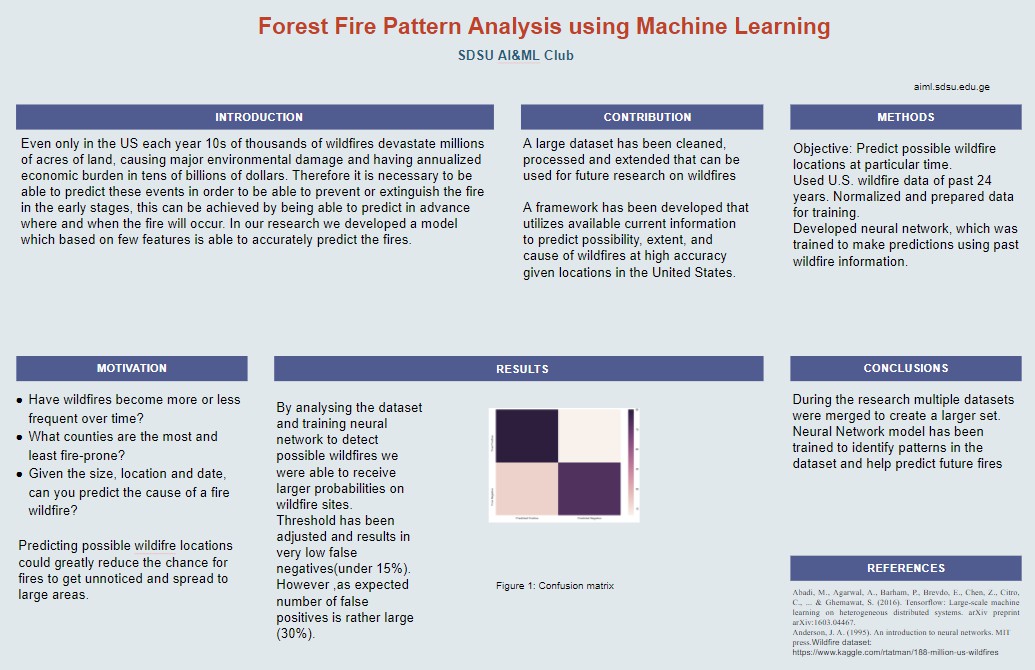 Forest Fire Pattern Analysis using Machine Learning
SDSU AI&ML Club
aiml.sdsu.edu.ge
INTRODUCTION
Even only in the US each year 10s of thousands of wildfires devastate millions
of acres of land, causing major environmental damage and having annualized
economic burden in tens of billions of dollars. Therefore it is necessary to be
able to predict these events in order to be able to prevent or extinguish the fire
in the early stages, this can be achieved by being able to predict in advance
where and when the fire will occur. In our research we developed a model
which based on few features is able to accurately predict the fires.
CONTRIBUTION
A large dataset has been cleaned,
processed and extended that can be
used for future research on wildfires
A framework has been developed that
utilizes available current information
to predict possibility, extent, and
cause of wildfires at high accuracy
given locations in the United States.
METHODS
Objective: Predict possible wildfire
locations at particular time.
Used U.S. wildfire data of past 24
years. Normalized and prepared data
for training.
Developed neural network, which was
trained to make predictions using past
wildfire information.
MOTIVATION
● Have wildfires become more or less
frequent over time?
● What counties are the most and
least fire-prone?
● Given the size, location and date,
can you predict the cause of a fire
wildfire?
Predicting possible wildifre locations
could greatly reduce the chance for
fires to get unnoticed and spread to
large areas.
RESULTS
By analysing the dataset
and training neural
network to detect
possible wildfires we
were able to receive
larger probabilities on
wildfire sites.
Threshold has been
adjusted and results in
very low false
negatives(under 15%).
However ,as expected
number of false
positives is rather large
(30%).
Figure 1: Confusion matrix
CONCLUSIONS
During the research multiple datasets
were merged to create a larger set.
Neural Network model has been
trained to identify patterns in the
dataset and help predict future fires
REFERENCES
Abadi, M., Agarwal, A., Barham, P., Brevdo, E., Chen, Z., Citro,
C., ... & Ghemawat, S. (2016). Tensorflow: Large-scale machine
learning on heterogeneous distributed systems. arXiv preprint
arXiv:1603.04467.
Anderson, J. A. (1995). An introduction to neural networks. MIT
press.Wildfire dataset:
https://www.kaggle.com/rtatman/188-million-us-wildfires